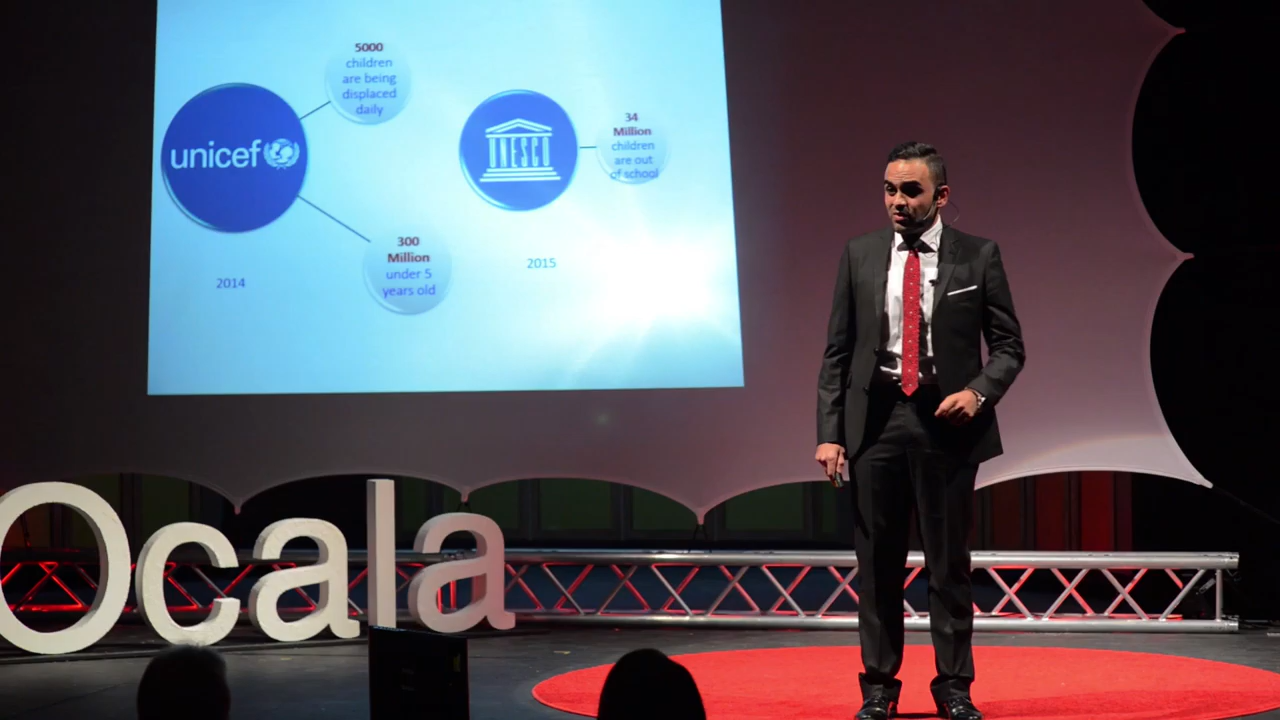 5000
children
are being
displaced
daily
unicef
300
Million
under 5
years old
2014
UNESCO
34
Million
children
are out
of school
2015
Ocala